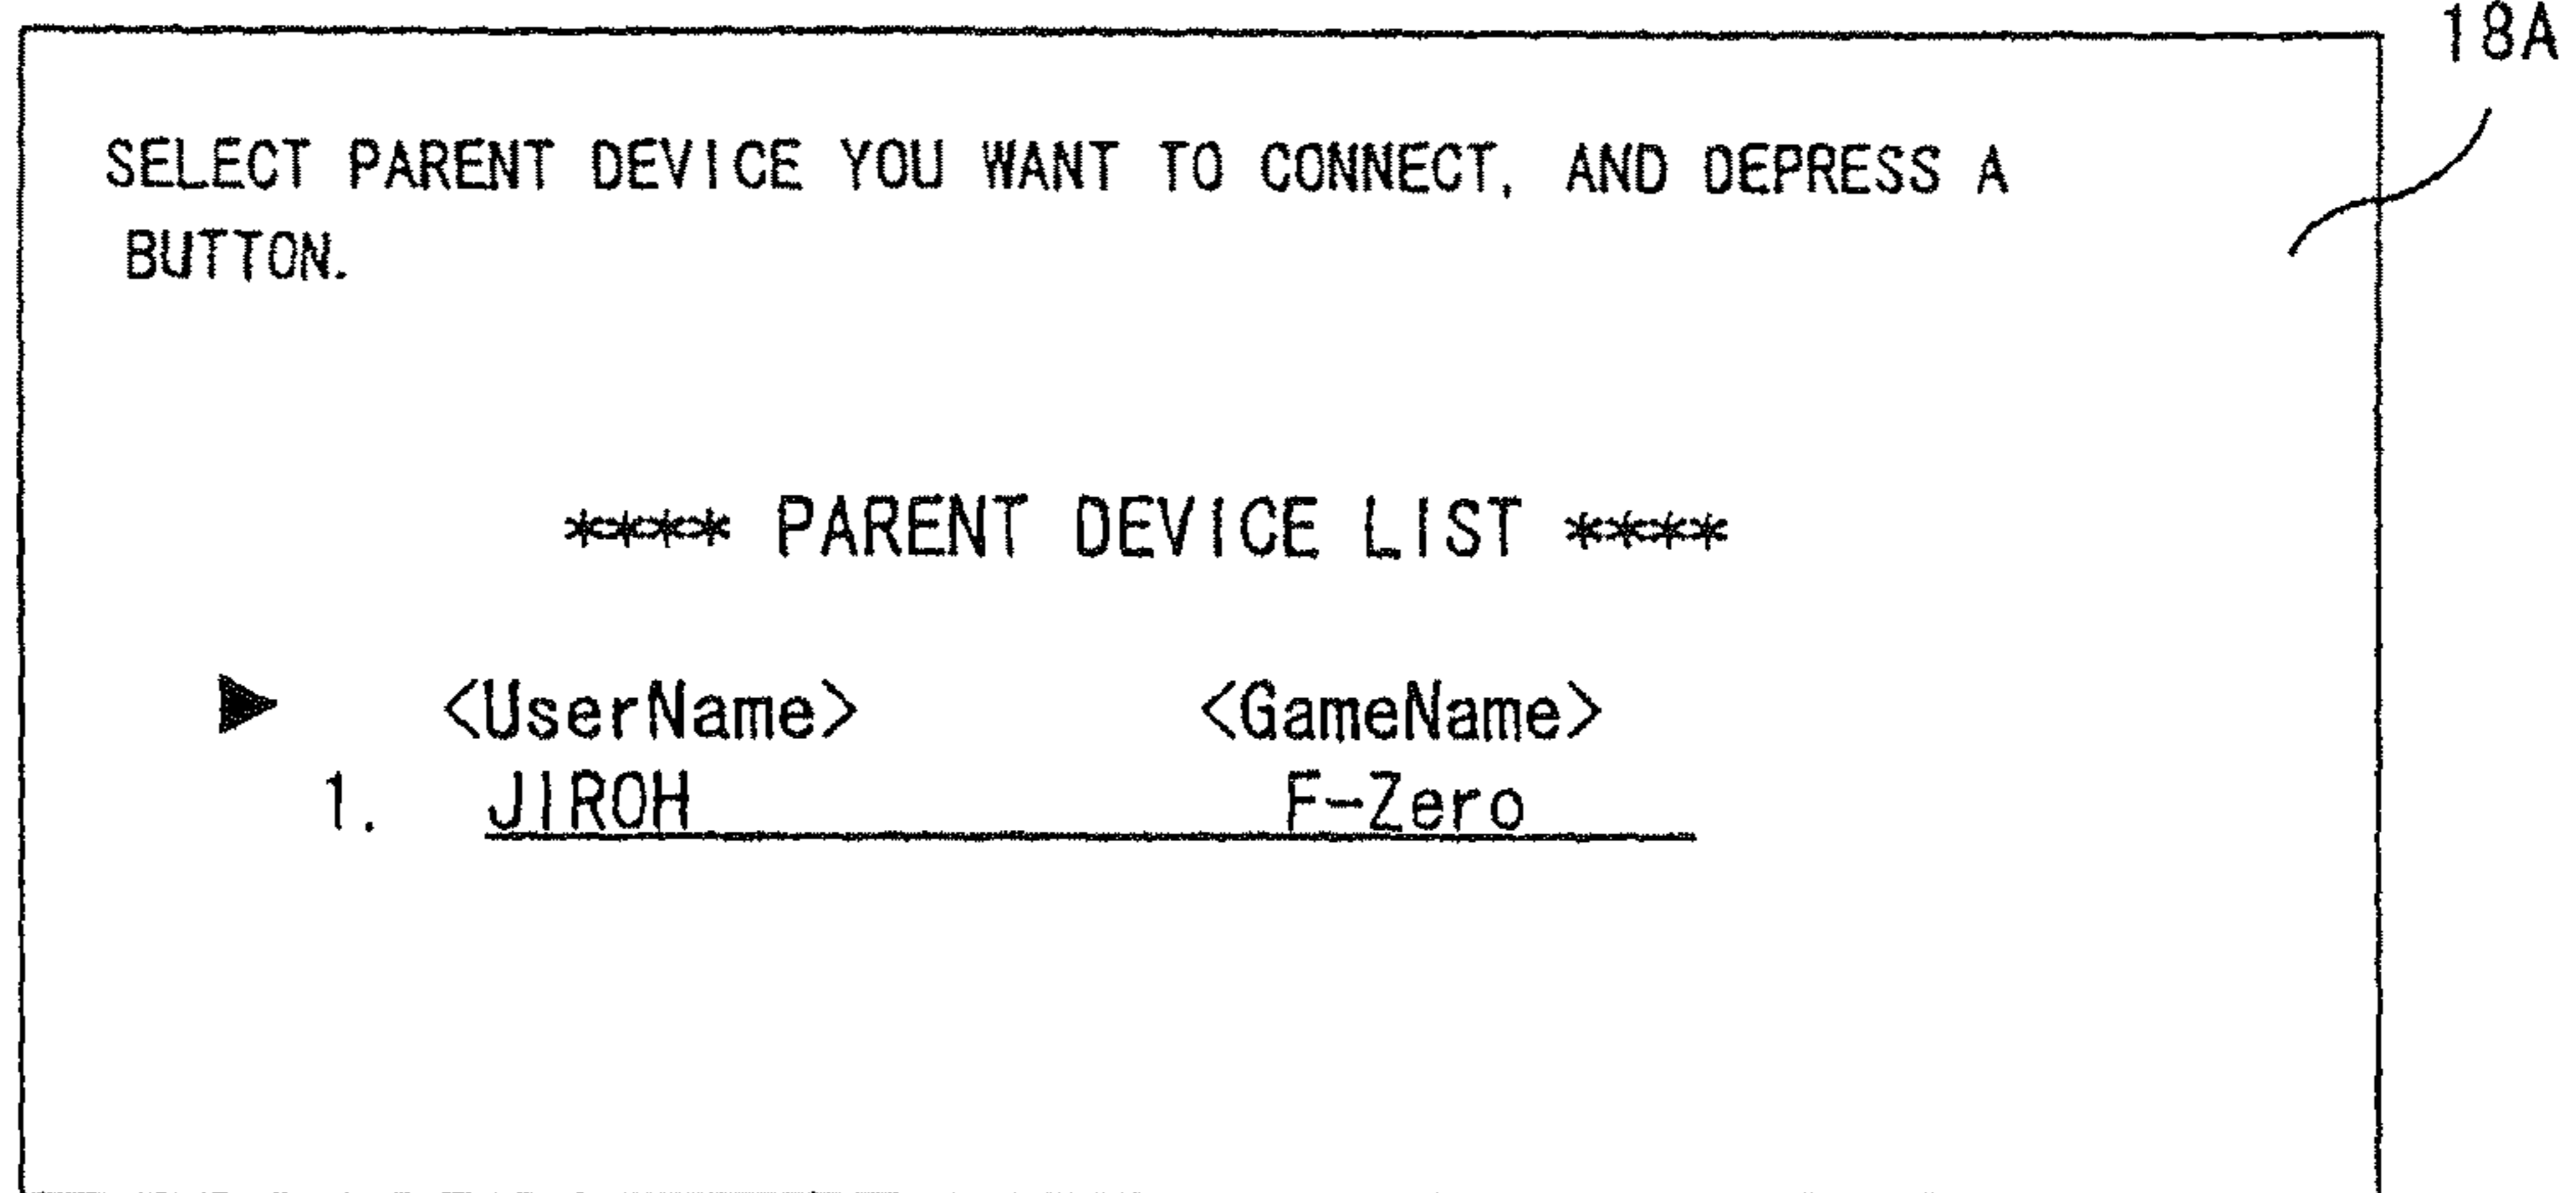 18A
SELECT PARENT DEVICE YOU WANT TO CONNECT, AND DEPRESS A
BUTTON.
**** PARENT DEVICE LIST ****
▶ <UserName> <GameName>
1. JIROH F-Zero